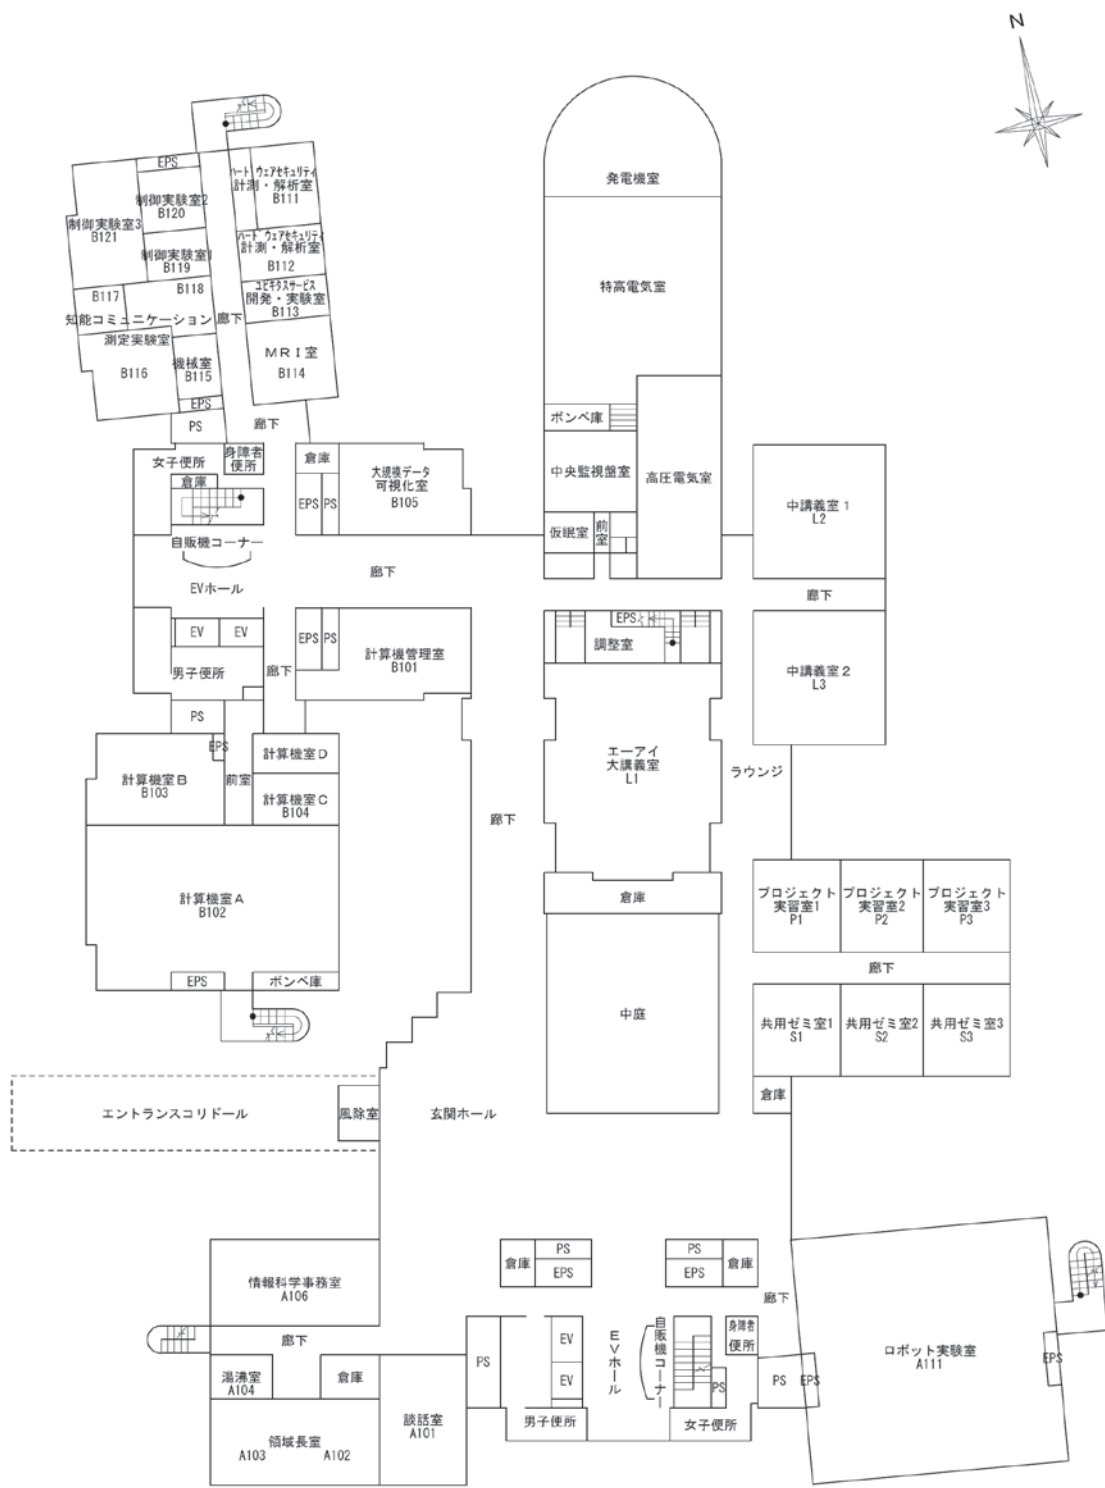 N
EPS
ハードウェアセキュリティ
計測・解析室
B111
制御実験室2
B120
制御実験室3
B121
制御実験室1
B119
ハードウェアセキュリティ
計測・解析室
B112
B117
B118
ユビキタスサービス
開発・実験室
B113
知能コミュニケーション
廊下
測定実験室
B116
機械室
B115
MRI室
B114
EPS
PS
廊下
発電機室
特高電気室
ボンベ庫
中央監視盤室
高圧電気室
仮眠室
前室
女子便所
身障者
便所
倉庫
倉庫
EPS
PS
大規模データ
可視化室
B105
自販機コーナー
EVホール
廊下
中講義室1
L2
廊下
EV
EV
男子便所
廊下
EPS
PS
計算機管理室
B101
EPS
調整室
中講義室2
L3
PS
EPS
計算機室B
B103
前室
計算機室D
計算機室C
B104
廊下
エーアイ
大講義室
L1
ラウンジ
計算機室A
B102
EPS
ボンベ庫
倉庫
プロジェクト
実習室1
P1
プロジェクト
実習室2
P2
プロジェクト
実習室3
P3
廊下
中庭
共用ゼミ室1
S1
共用ゼミ室2
S2
共用ゼミ室3
S3
倉庫
エントランスコリドール
風除室
玄関ホール
情報科学事務室
A106
倉庫
PS
EPS
PS
EPS
倉庫
廊下
廊下
湯沸室
A104
倉庫
PS
EV
EV
EVホール
自販機コーナー
身障者
便所
PS
PS
EPS
ロボット実験室
A111
EPS
談話室
A101
男子便所
女子便所
領域長室
A103
A102